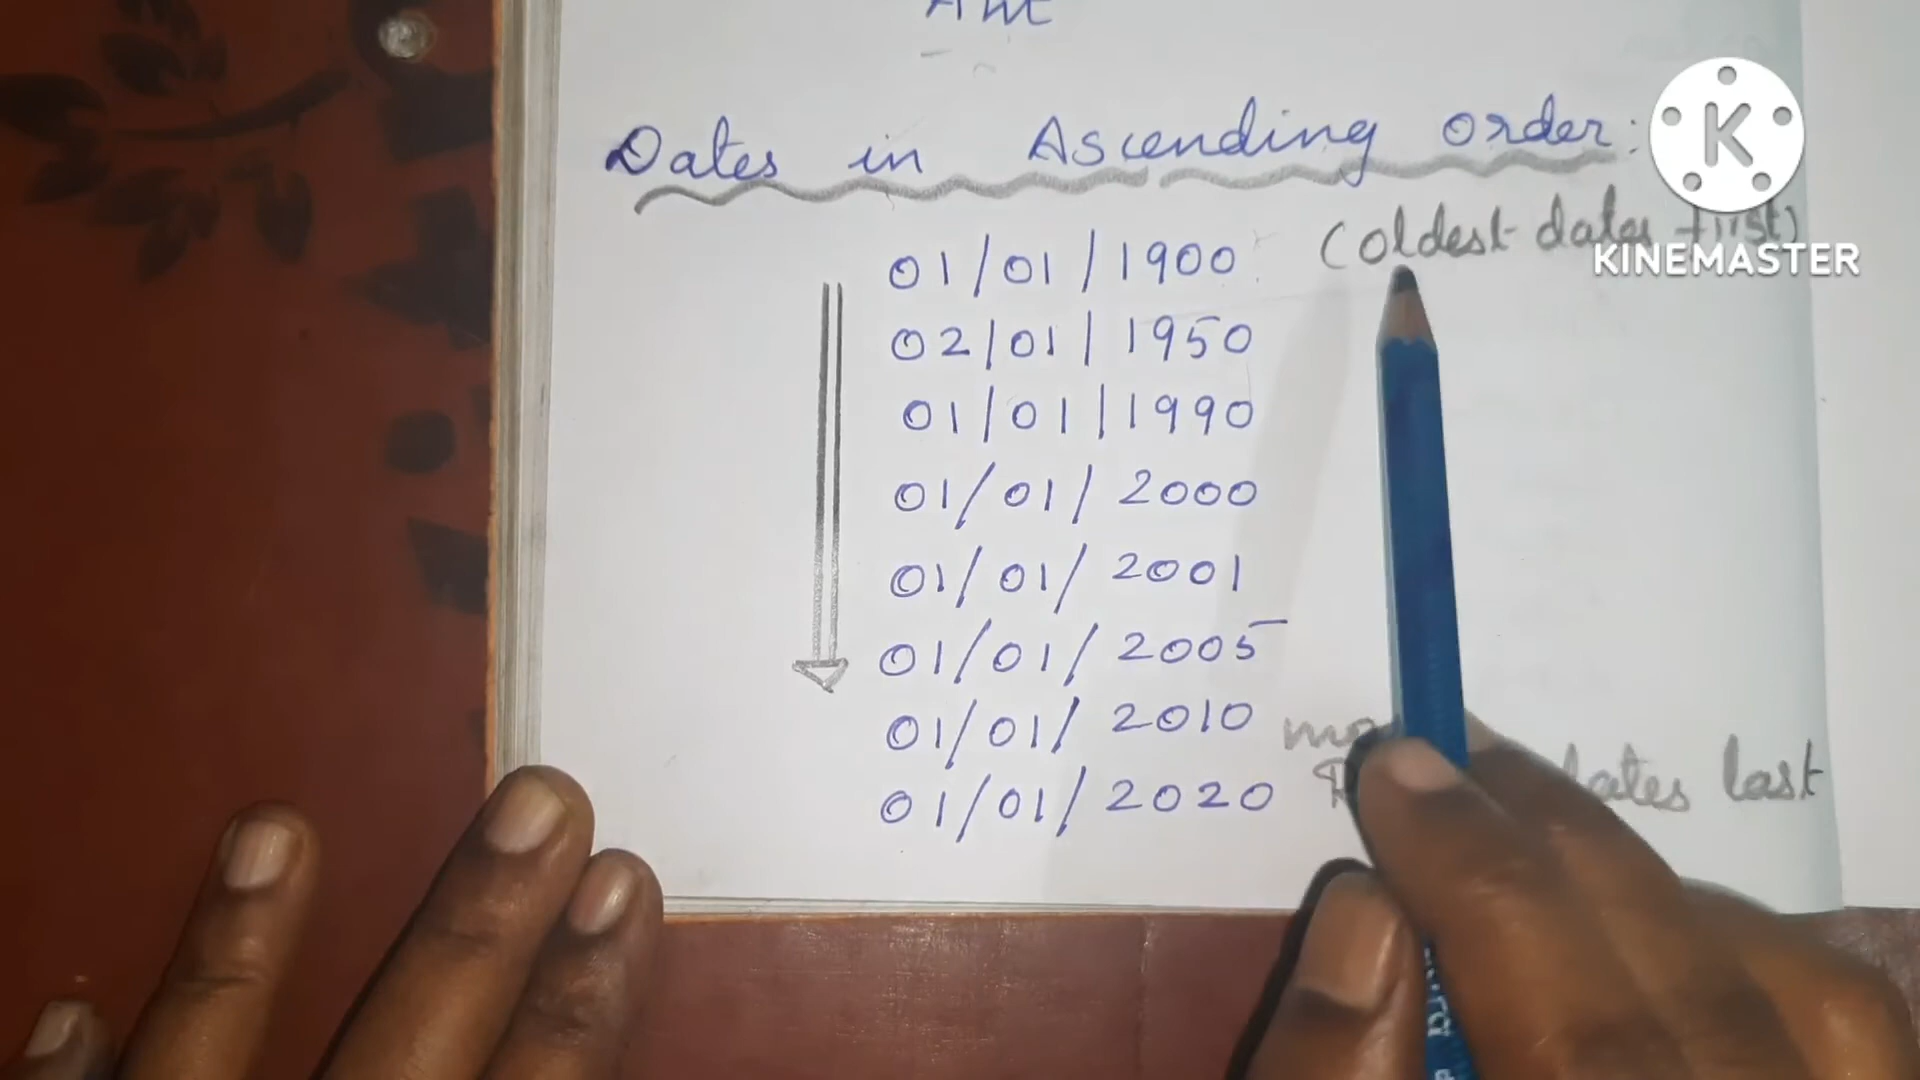 Dates in Ascending Order:
(oldest dates first)
01/01/1900
02/01/1950
01/01/1990
01/01/2000
01/01/2001
01/01/2005
01/01/2010
01/01/2020
dates last
K
KINEMASTER